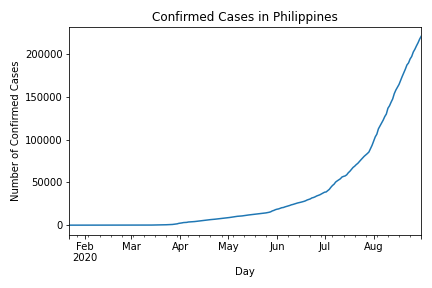 Confirmed Cases in Philippines
Number of Confirmed Cases
200000
150000
100000
50000
0
Feb Mar Apr May Jun Jul Aug
2020
Day